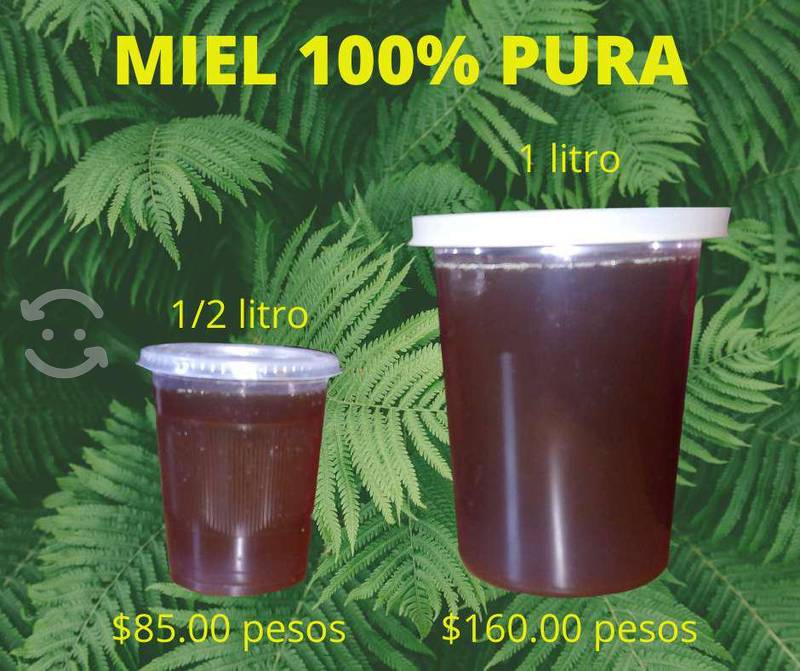 MIEL 100% PURA
1 litro
1/2 litro
$85.00 pesos
$160.00 pesos